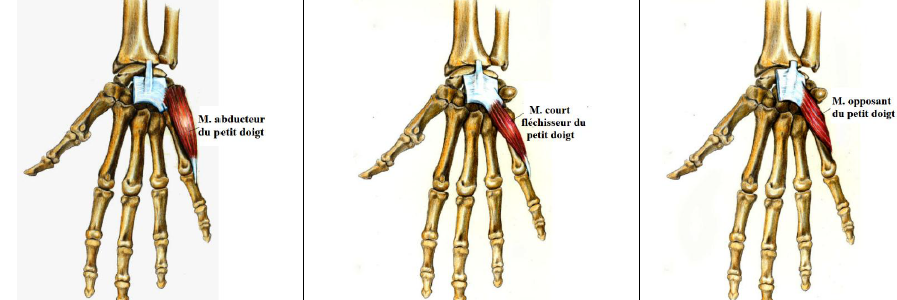 M. abducteur
du petit doigt
M. court
fléchisseur du
petit doigt
M. opposant
du petit doigt